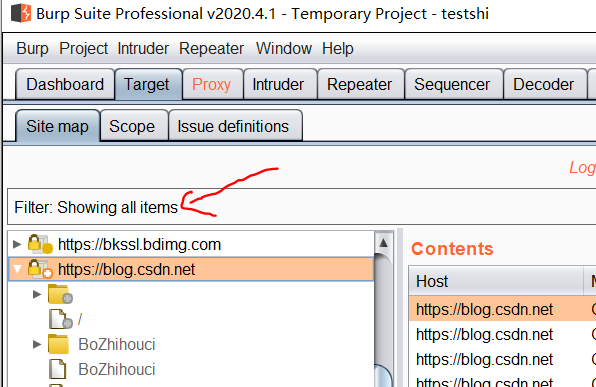 Burp Suite Professional v2020.4.1 - Temporary Project - testshi
Burp Project Intruder Repeater Window Help
Dashboard Target Proxy Intruder Repeater Sequencer Decoder
Site map Scope Issue definitions
Log
Filter: Showing all items
https://bkssl.bdimg.com
https://blog.csdn.net
/
BoZhihouci
BoZhihouci
Contents
Host
https://blog.csdn.net
https://blog.csdn.net
https://blog.csdn.net
https://blog.csdn.net